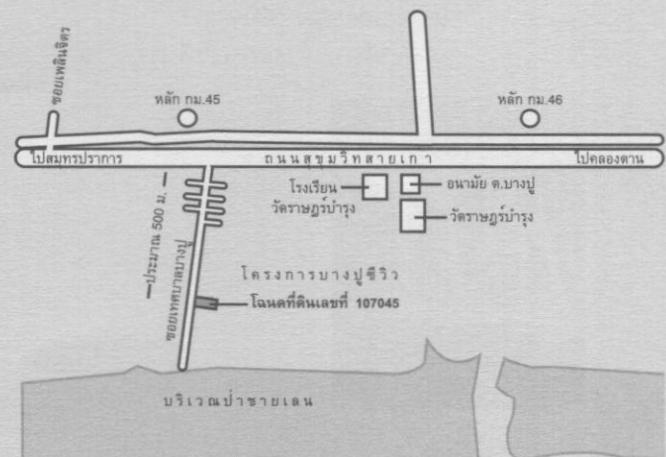 ซอยเพลินจิตร
หลัก กม.45
หลัก กม.46
ไปสมุทรปราการ
ถนนสุขุมวิทสายเก่า
ไปคลองด่าน
โรงเรียน
วัดราษฎร์บำรุง
อนามัย ต.บางปู
วัดราษฎร์บำรุง
ประมาณ 500 ม.
ซอยเทศบาลบางปู
โครงการบางปูซีวิว
โฉนดที่ดินเลขที่ 107045
บริเวณป่าชายเลน